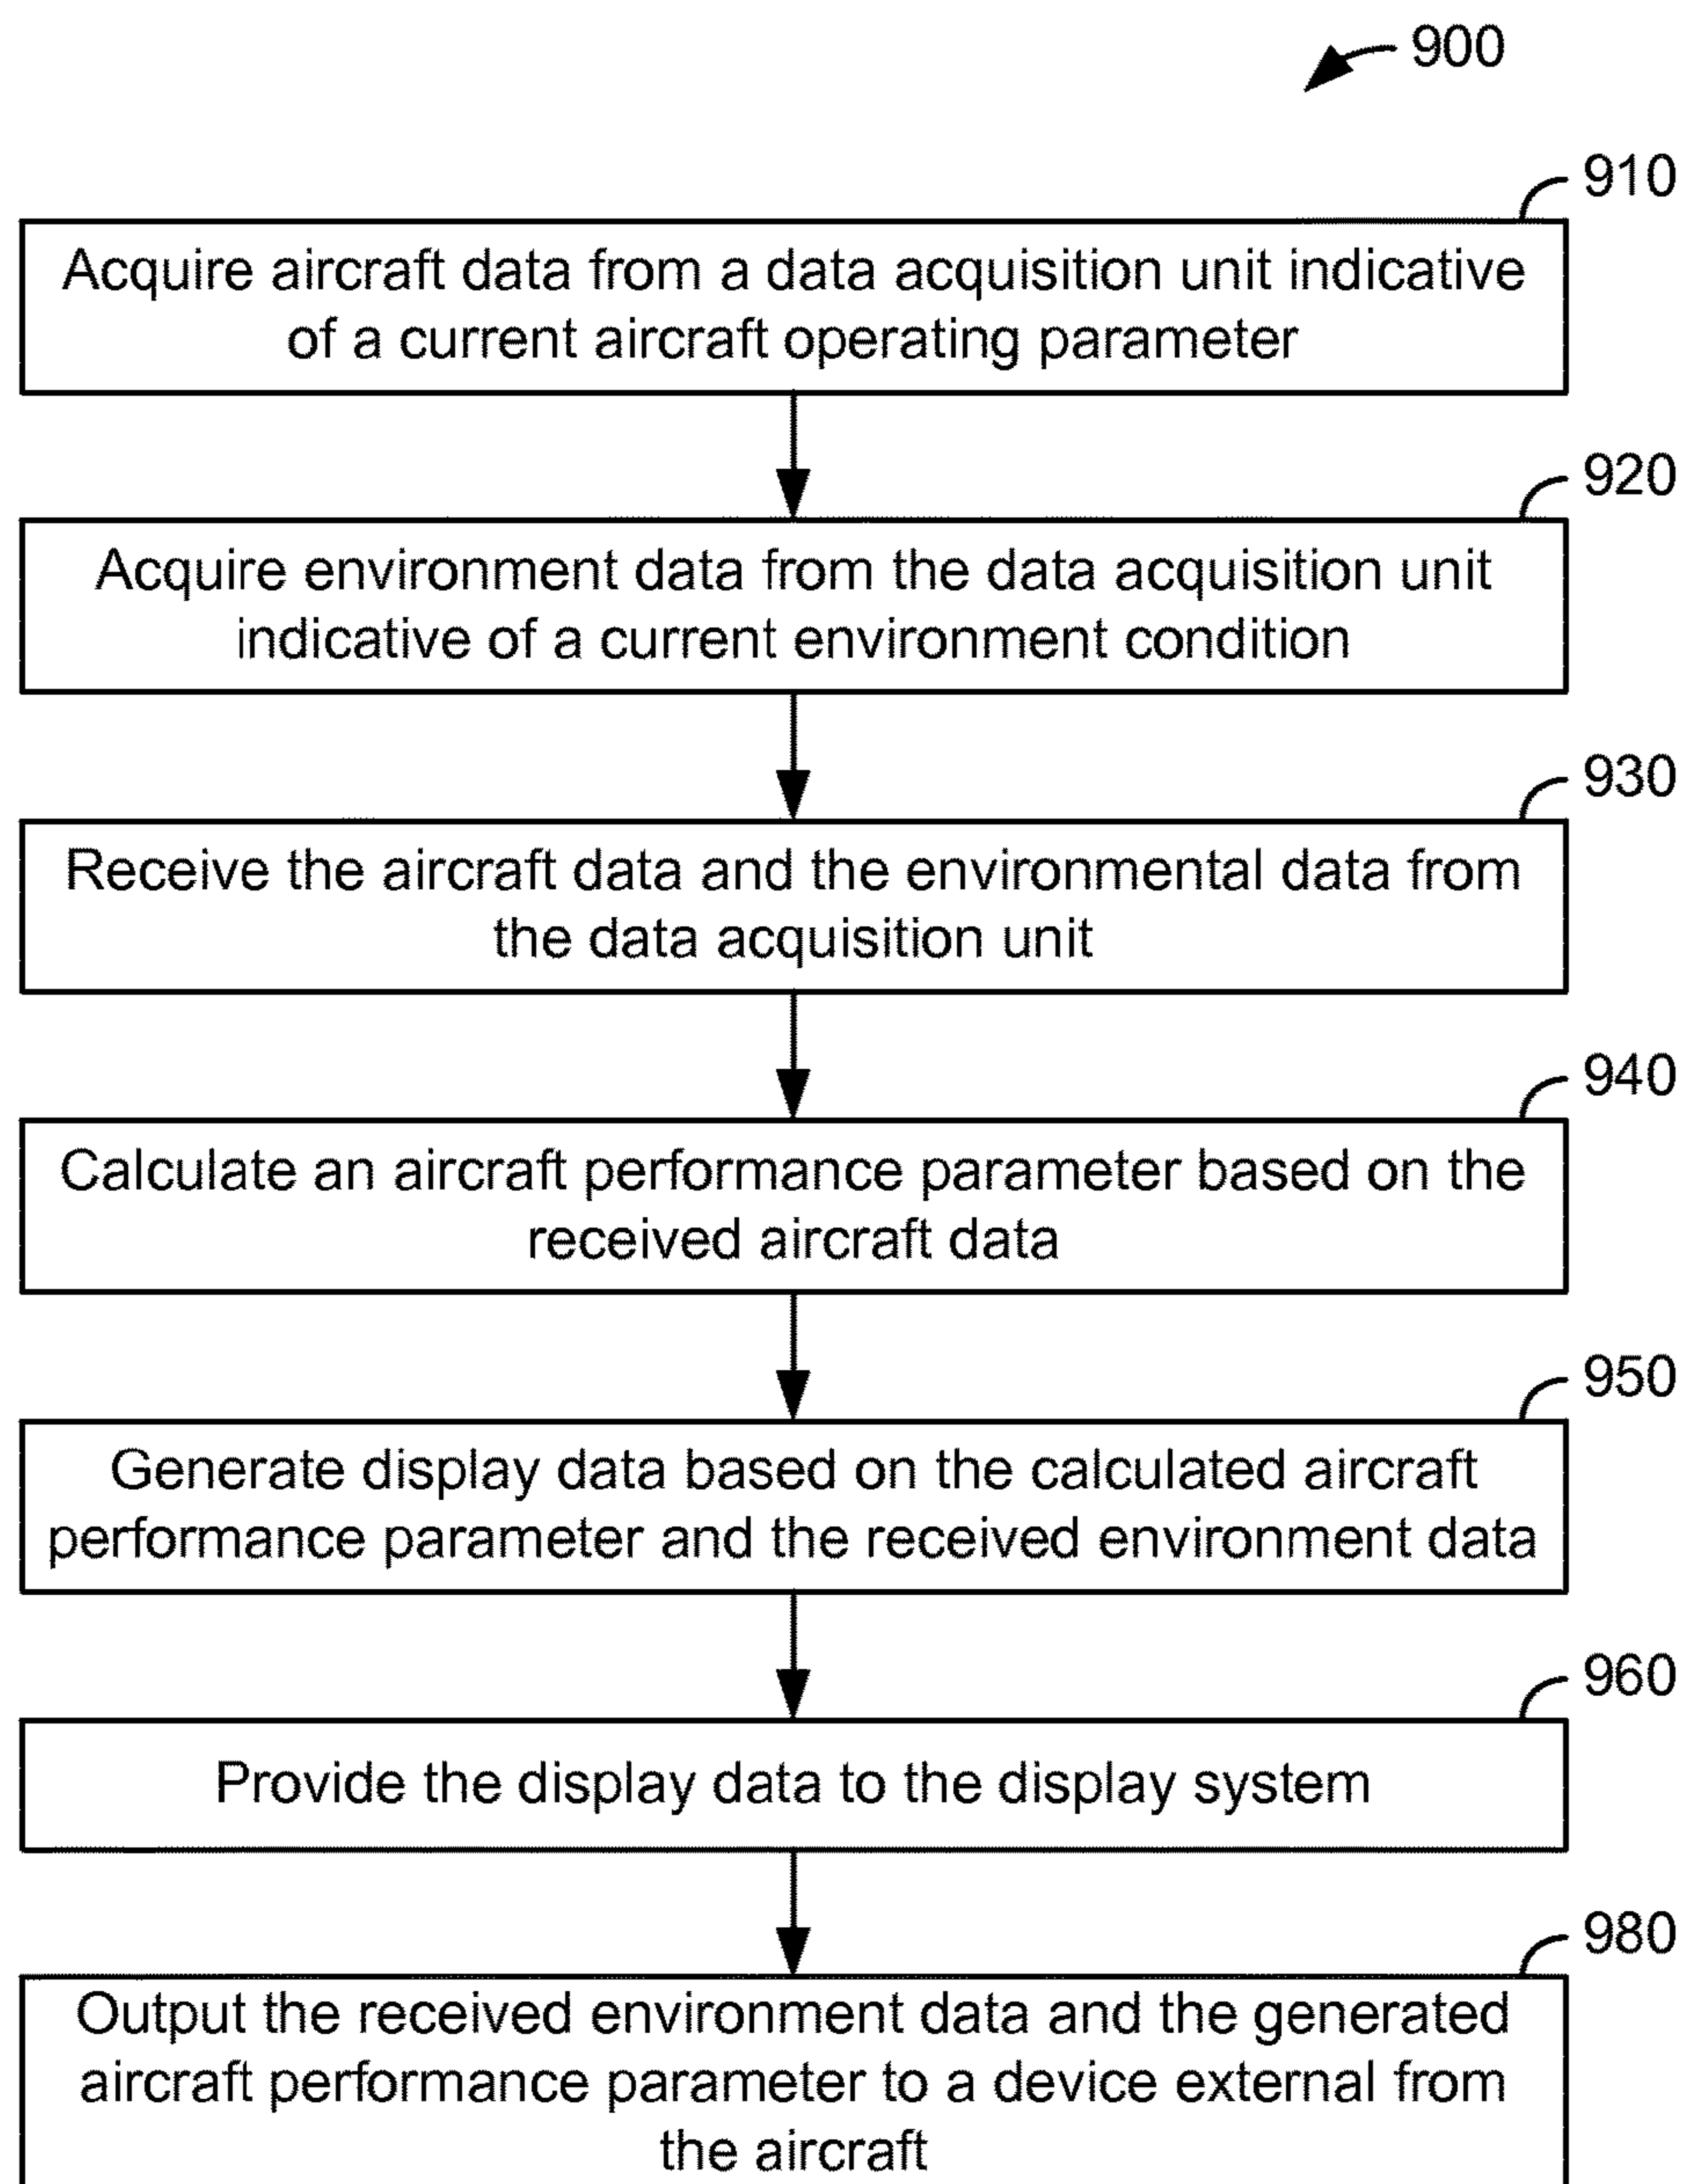 900
910
Acquire aircraft data from a data acquisition unit indicative
of a current aircraft operating parameter
920
Acquire environment data from the data acquisition unit
indicative of a current environment condition
930
Receive the aircraft data and the environmental data from
the data acquisition unit
940
Calculate an aircraft performance parameter based on the
received aircraft data
950
Generate display data based on the calculated aircraft
performance parameter and the received environment data
960
Provide the display data to the display system
980
Output the received environment data and the generated
aircraft performance parameter to a device external from
the aircraft